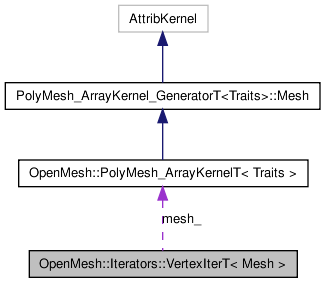 AttribKernel
PolyMesh_ArrayKernel_GeneratorT<Traits>::Mesh
OpenMesh::PolyMesh_ArrayKernelT< Traits >
mesh_
OpenMesh::Iterators::VertexIterT< Mesh >